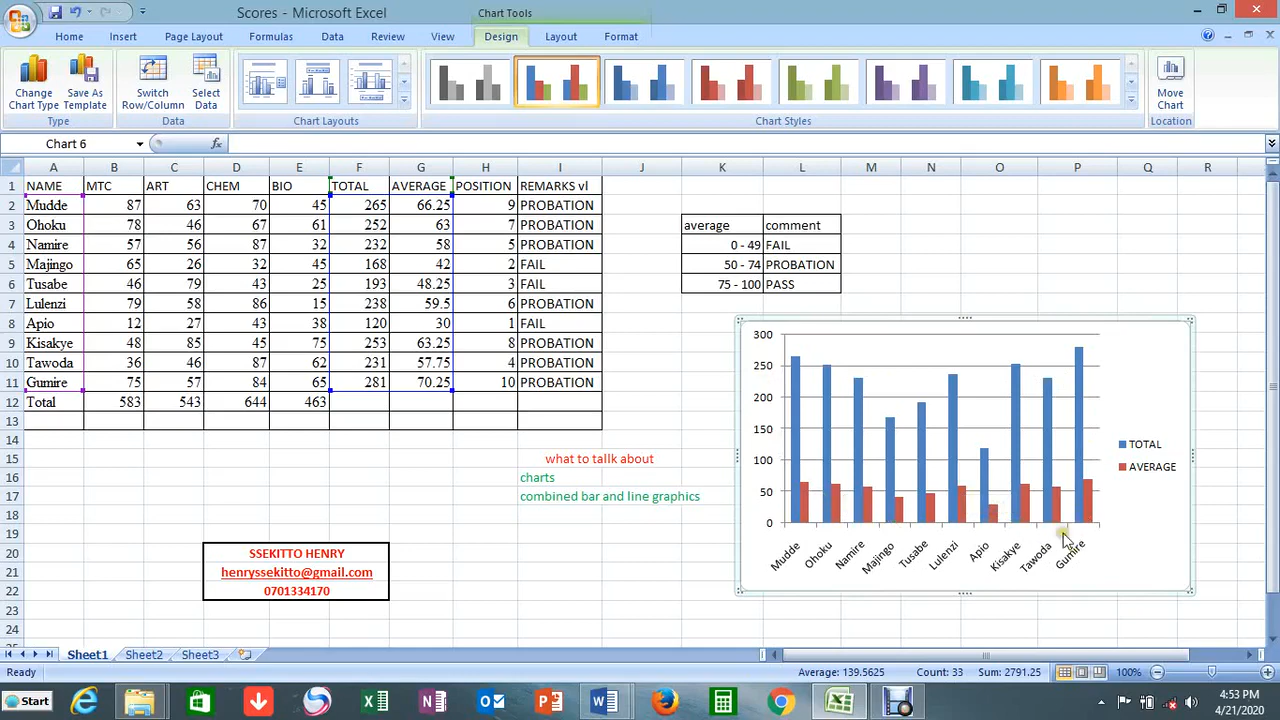 Scores - Microsoft Excel
Chart Tools
Home Insert Page Layout Formulas Data Review View Design Layout Format
Change Chart Type
Save As Template
Switch Row/Column
Select Data
Move Chart
Type Data Chart Layouts Chart Styles Location
Chart 6
fx
A B C D E F G H I J K L M N O P Q R
1 NAME MTC ART CHEM BIO TOTAL AVERAGE POSITION REMARKS vl
2 Mudde 87 63 70 45 265 66.25 9 PROBATION
3 Ohoku 78 46 67 61 252 63 7 PROBATION average comment
4 Namire 57 56 87 32 232 58 5 PROBATION 0 - 49 FAIL
5 Majingo 65 26 32 45 168 42 2 FAIL 50 - 74 PROBATION
6 Tusabe 46 79 43 25 193 48.25 3 FAIL 75 - 100 PASS
7 Lulenzi 79 58 86 15 238 59.5 6 PROBATION
8 Apio 12 27 43 38 120 30 1 FAIL
9 Kisakye 48 85 45 75 253 63.25 8 PROBATION
10 Tawoda 36 46 87 62 231 57.75 4 PROBATION
11 Gumire 75 57 84 65 281 70.25 10 PROBATION
12 Total 583 543 644 463
13
14
15 what to tallk about
16 charts
17 combined bar and line graphics
18
19
20 SSEKITTO HENRY
21 henryssekitto@gmail.com
22 0701334170
23
24
300
250
200
150
100
50
0
Mudde Ohoku Namire Majingo Tusabe Lulenzi Apio Kisakye Tawoda Gumire
TOTAL
AVERAGE
Sheet1 Sheet2 Sheet3
Ready Average: 139.5625 Count: 33 Sum: 2791.25 100%
Start
4:53 PM
4/21/2020